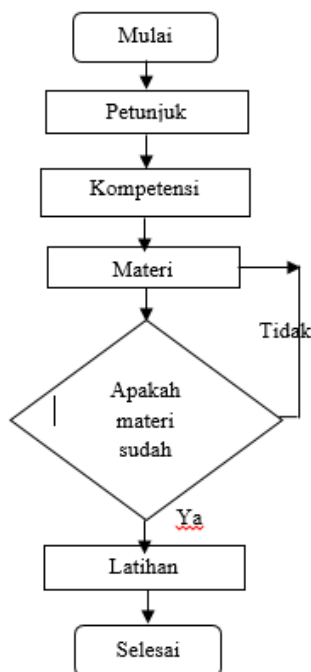 Mulai
Petunjuk
Kompetensi
Materi
Tidak
Apakah
materi
sudah
Ya
Latihan
Selesai